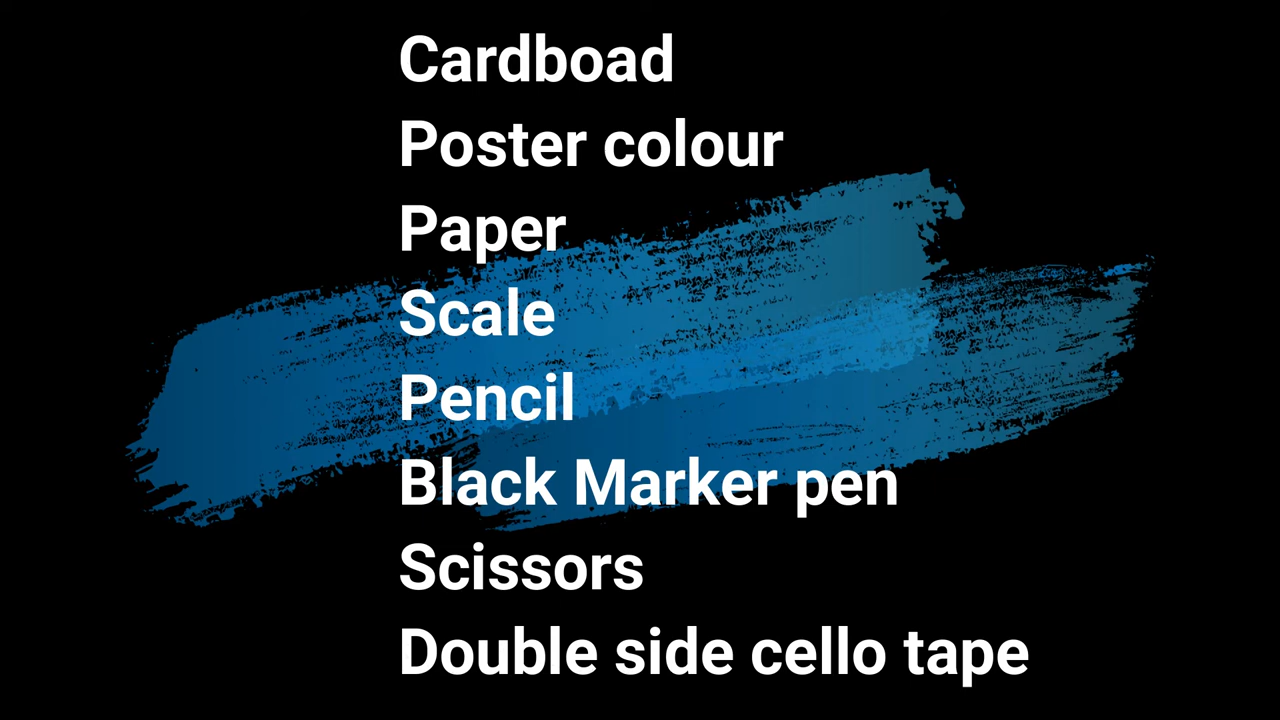 Cardboad
Poster colour
Paper
Scale
Pencil
Black Marker pen
Scissors
Double side cello tape